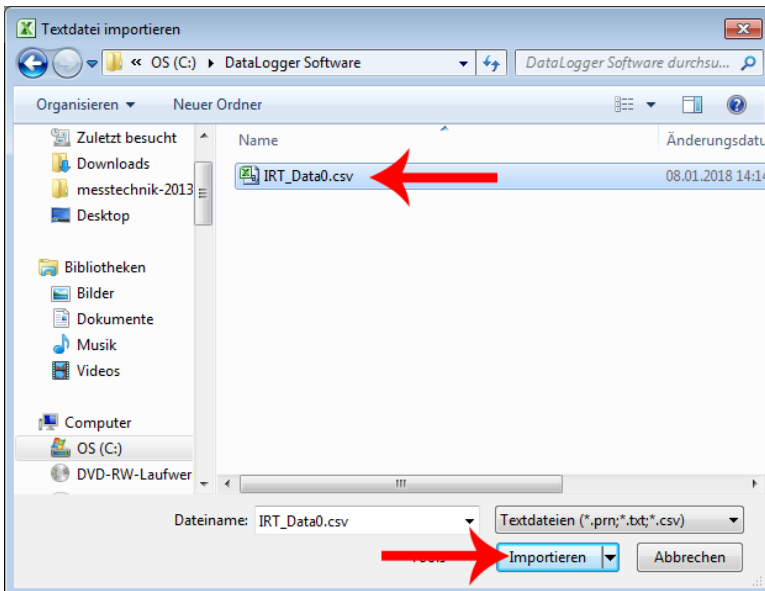 Textdatei importieren
« OS (C:) DataLogger Software
DataLogger Software durchsu...
Organisieren Neuer Ordner
Name Änderungsdatu
Zuletzt besucht
Downloads
messtechnik-2013
Desktop
IRT_Data0.csv 08.01.2018 14:14
Bibliotheken
Bilder
Dokumente
Musik
Videos
Computer
OS (C:)
DVD-RW-Laufwer
Dateiname: IRT_Data0.csv Textdateien (*.prn;*.txt;*.csv)
Importieren Abbrechen